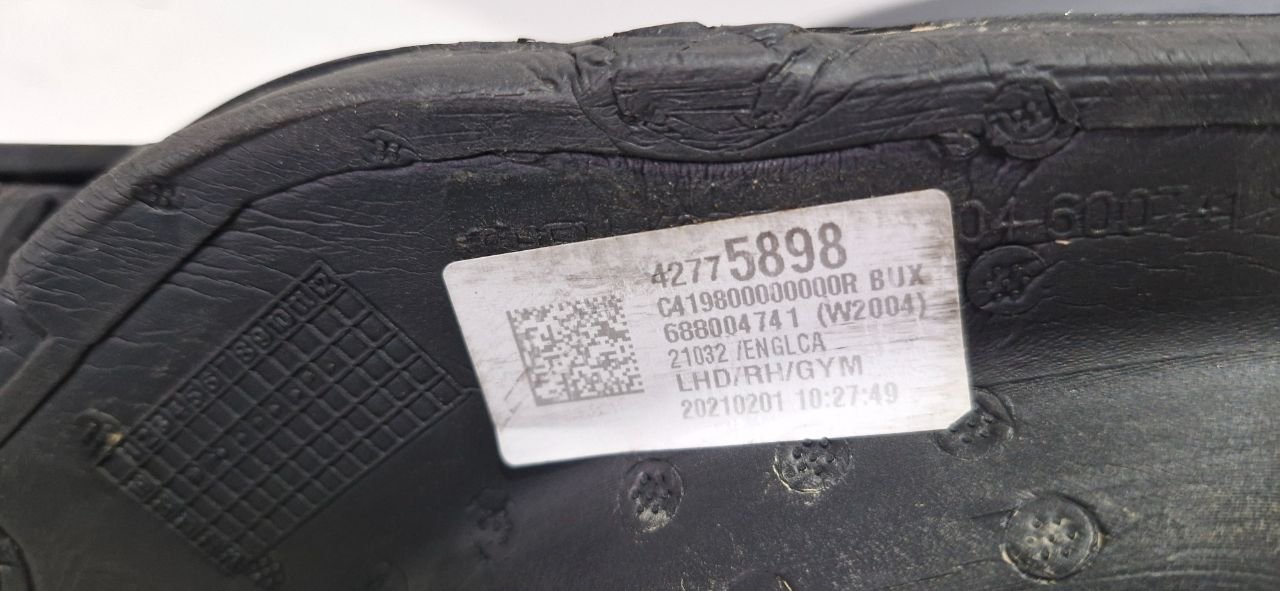 42775898
C419800000000R BUX
688004741 (W2004)
21032 /ENGLCA
LHD/RH/GYM
20210201 10:27:49